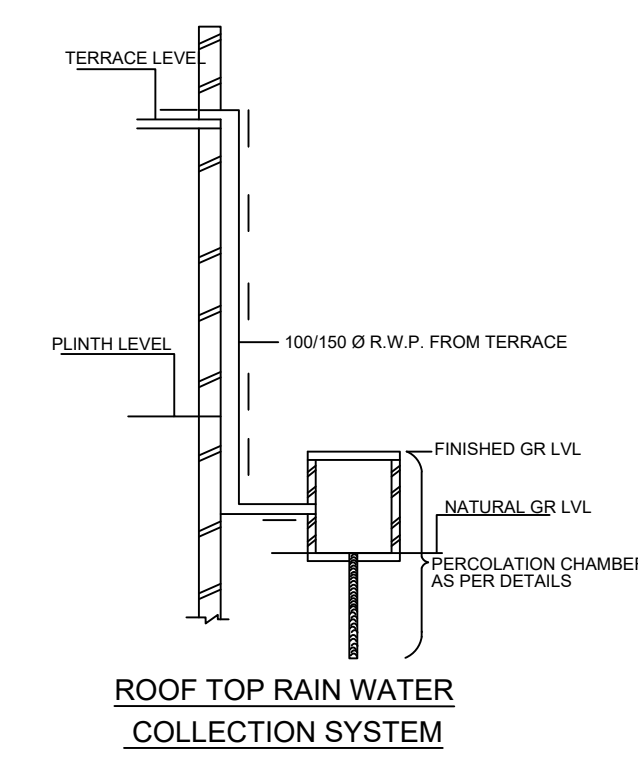 TERRACE LEVEL
PLINTH LEVEL
100/150 Ø R.W.P. FROM TERRACE
FINISHED GR LVL
NATURAL GR LVL
PERCOLATION CHAMBER
AS PER DETAILS
ROOF TOP RAIN WATER
COLLECTION SYSTEM